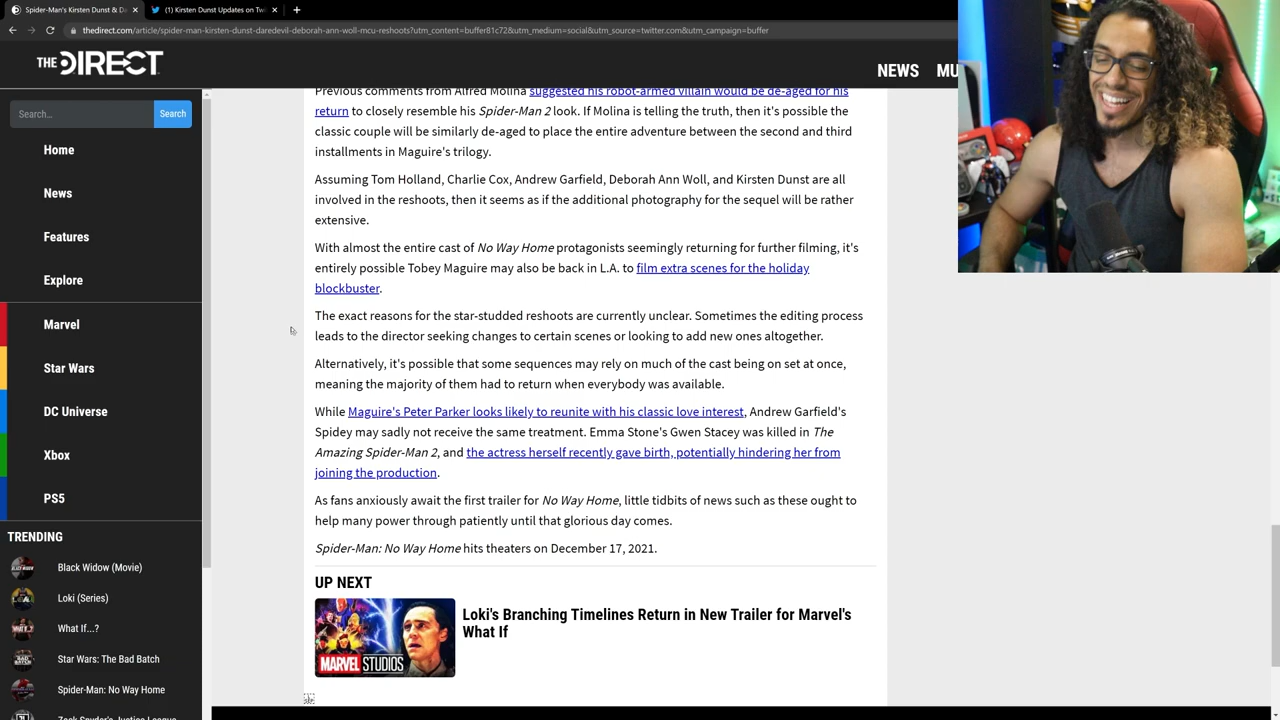 Spider-Man's Kirsten Dunst & D
(1) Kirsten Dunst Updates on Tw
thedirect.com/article/spider-man-kirsten-dunst-daredevil-deborah-ann-woll-mcu-reshoots?utm_content=buffer81c72&utm_medium=social&utm_source=twitter.com&utm_campaign=buffer
THE DIRECT
NEWS MU
Search...
Search
Home
News
Features
Explore
Marvel
Star Wars
DC Universe
Xbox
PS5
TRENDING
Black Widow (Movie)
Loki (Series)
What If...?
Star Wars: The Bad Batch
Spider-Man: No Way Home
Zack Snyder's Justice League
Previous comments from Alfred Molina suggested his robot-armed villain would be de-aged for his
return to closely resemble his Spider-Man 2 look. If Molina is telling the truth, then it's possible the
classic couple will be similarly de-aged to place the entire adventure between the second and third
installments in Maguire's trilogy.
Assuming Tom Holland, Charlie Cox, Andrew Garfield, Deborah Ann Woll, and Kirsten Dunst are all
involved in the reshoots, then it seems as if the additional photography for the sequel will be rather
extensive.
With almost the entire cast of No Way Home protagonists seemingly returning for further filming, it's
entirely possible Tobey Maguire may also be back in L.A. to film extra scenes for the holiday
blockbuster.
The exact reasons for the star-studded reshoots are currently unclear. Sometimes the editing process
leads to the director seeking changes to certain scenes or looking to add new ones altogether.
Alternatively, it's possible that some sequences may rely on much of the cast being on set at once,
meaning the majority of them had to return when everybody was available.
While Maguire's Peter Parker looks likely to reunite with his classic love interest, Andrew Garfield's
Spidey may sadly not receive the same treatment. Emma Stone's Gwen Stacey was killed in The
Amazing Spider-Man 2, and the actress herself recently gave birth, potentially hindering her from
joining the production.
As fans anxiously await the first trailer for No Way Home, little tidbits of news such as these ought to
help many power through patiently until that glorious day comes.
Spider-Man: No Way Home hits theaters on December 17, 2021.
UP NEXT
MARVEL STUDIOS
Loki's Branching Timelines Return in New Trailer for Marvel's
What If